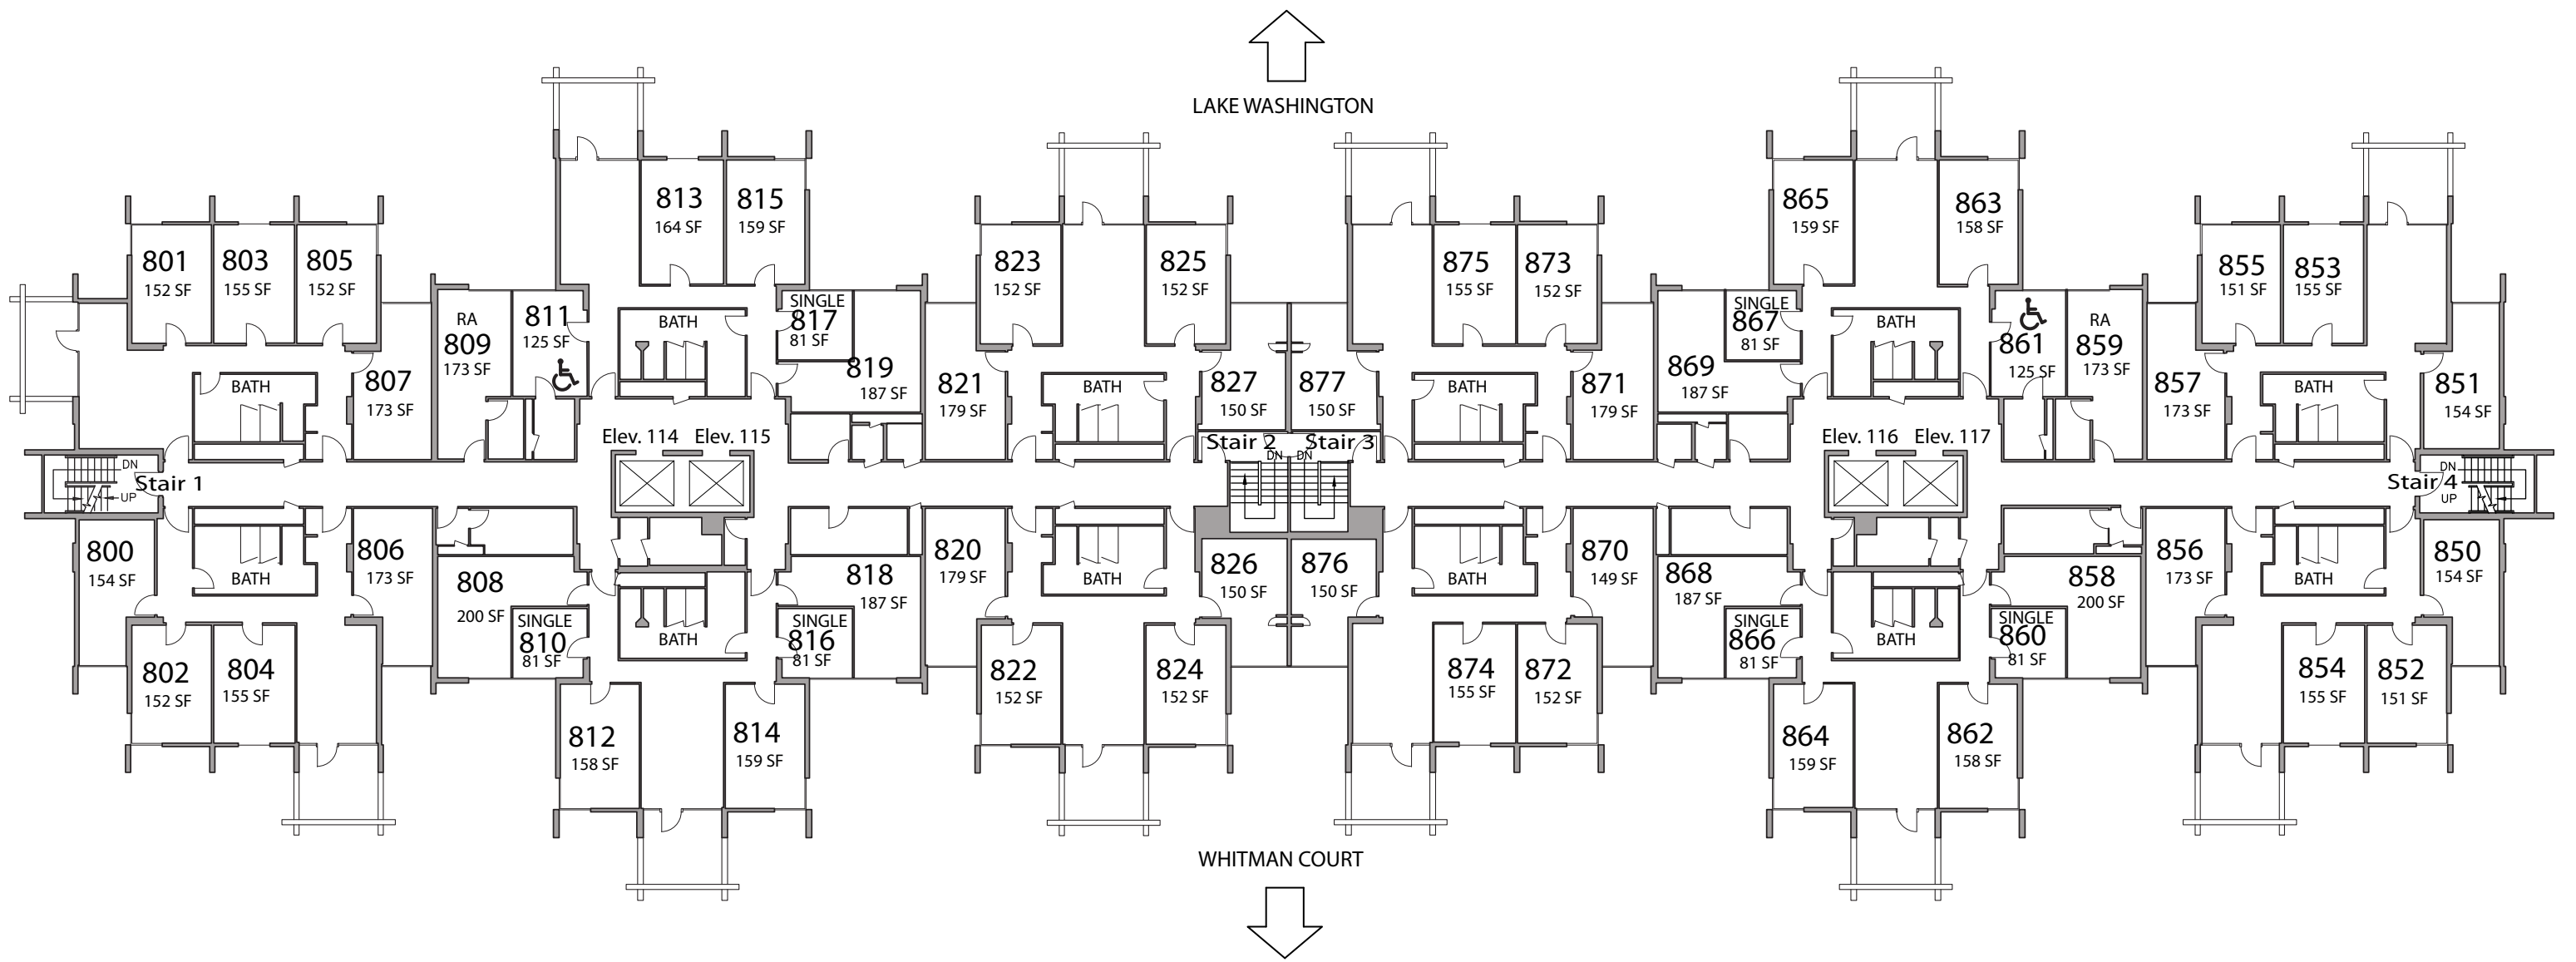 LAKE WASHINGTON
813
164 SF
815
159 SF
865
159 SF
863
158 SF
801
152 SF
803
155 SF
805
152 SF
823
152 SF
825
152 SF
875
155 SF
873
152 SF
855
151 SF
853
155 SF
RA
809
173 SF
811
125 SF
BATH
SINGLE
817
81 SF
819
187 SF
SINGLE
867
81 SF
869
187 SF
BATH
861
125 SF
RA
859
173 SF
BATH
807
173 SF
821
179 SF
BATH
827
150 SF
877
150 SF
BATH
871
179 SF
857
173 SF
BATH
851
154 SF
Elev. 114
Elev. 115
Stair 2
Stair 3
DN
DN
Elev. 116
Elev. 117
DN
UP
Stair 1
Stair 4
DN
UP
800
154 SF
BATH
806
173 SF
808
200 SF
SINGLE
810
81 SF
BATH
SINGLE
816
81 SF
818
187 SF
820
179 SF
BATH
826
150 SF
876
150 SF
BATH
870
149 SF
868
187 SF
SINGLE
866
81 SF
BATH
SINGLE
860
81 SF
858
200 SF
856
173 SF
BATH
850
154 SF
802
152 SF
804
155 SF
822
152 SF
824
152 SF
874
155 SF
872
152 SF
854
155 SF
852
151 SF
812
158 SF
814
159 SF
864
159 SF
862
158 SF
WHITMAN COURT